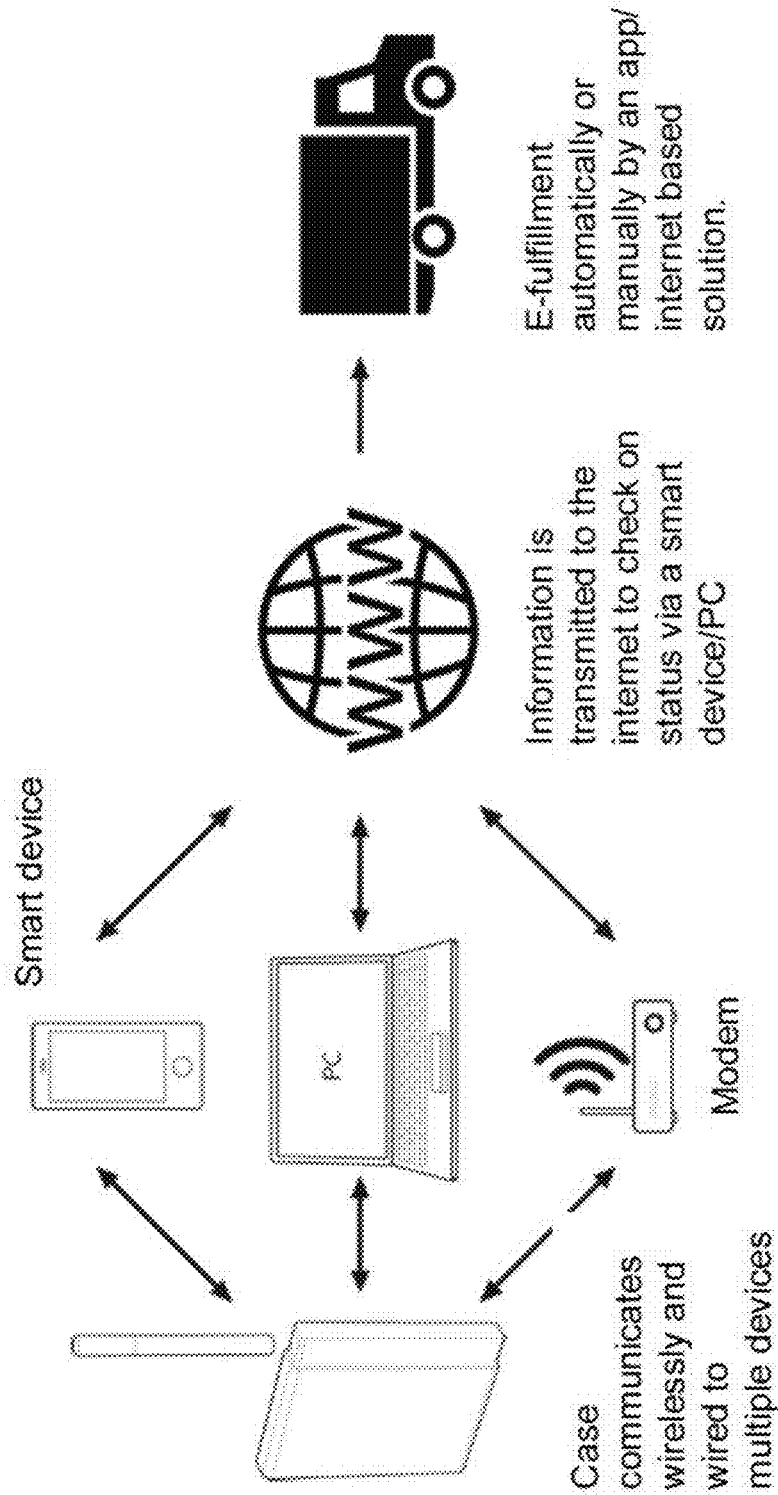 Smart device
PC
Modem
Case
communicates
wirelessly and
wired to
multiple devices
WWW
Information is
transmitted to the
internet to check on
status via a smart
device/PC
E-fulfillment
automatically or
manually by an app/
internet based
solution.